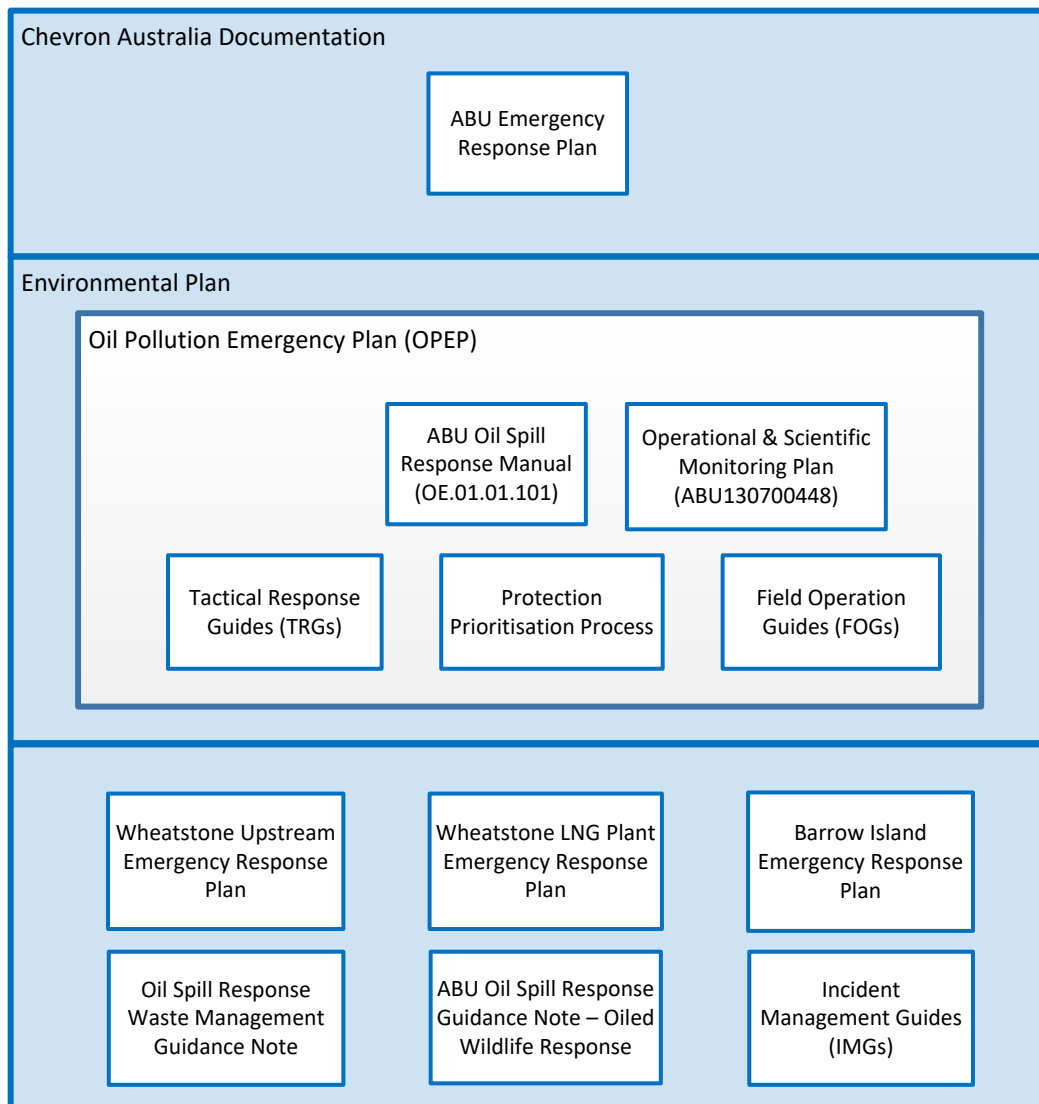 Chevron Australia Documentation
ABU Emergency
Response Plan
Environmental Plan
Oil Pollution Emergency Plan (OPEP)
ABU Oil Spill
Response Manual
(OE.01.01.101)
Operational & Scientific
Monitoring Plan
(ABU130700448)
Tactical Response
Guides (TRGs)
Protection
Prioritisation Process
Field Operation
Guides (FOGs)
Wheatstone Upstream
Emergency Response
Plan
Wheatstone LNG Plant
Emergency Response
Plan
Barrow Island
Emergency Response
Plan
Oil Spill Response
Waste Management
Guidance Note
ABU Oil Spill Response
Guidance Note – Oiled
Wildlife Response
Incident
Management Guides
(IMGs)